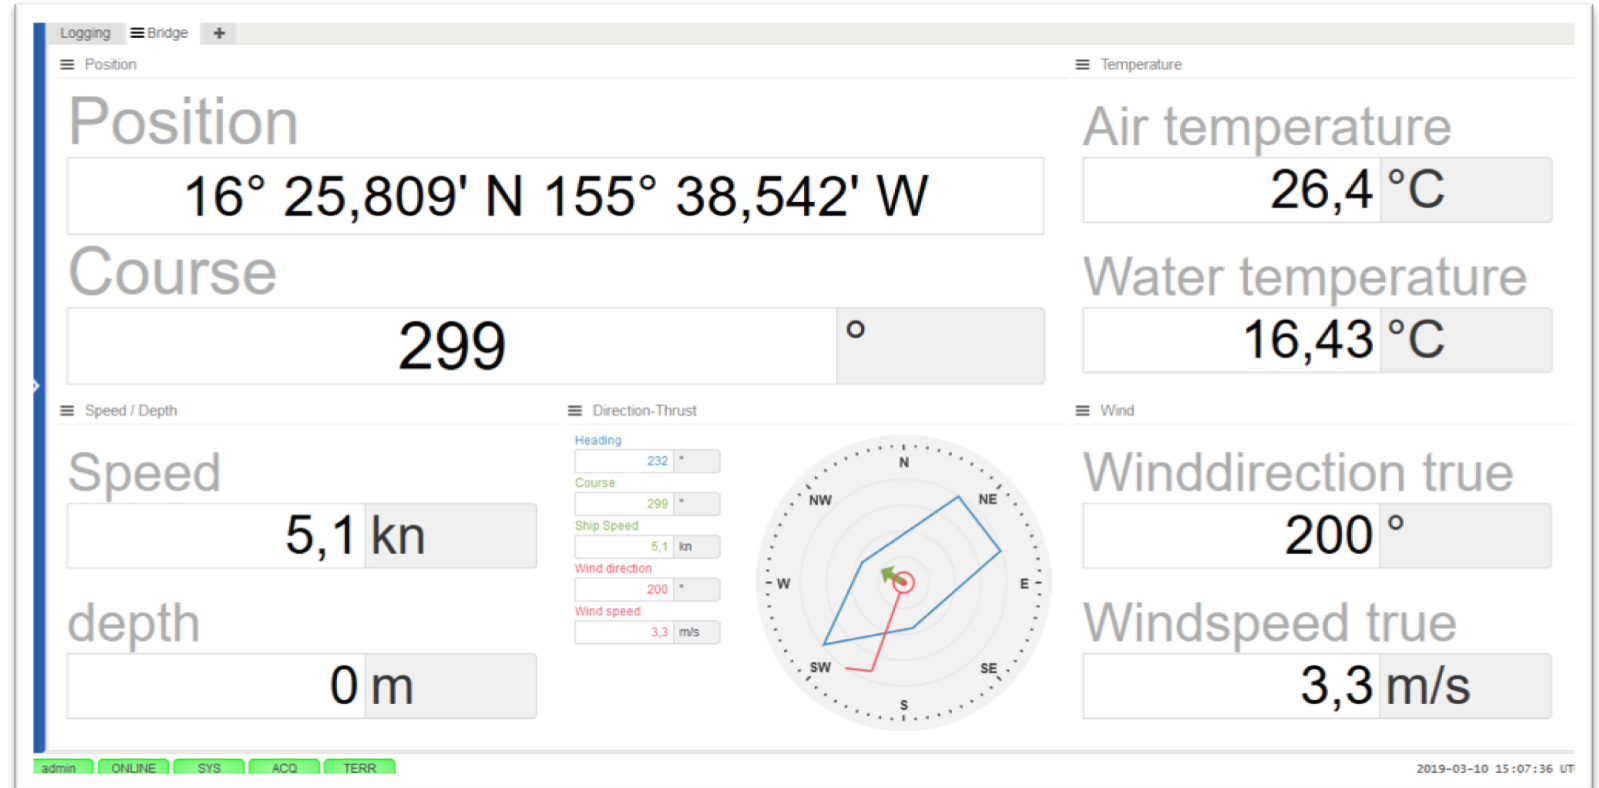 Logging Bridge +
Position
Position
16° 25,809' N 155° 38,542' W
Course
299 °
Temperature
Air temperature
26,4 °C
Water temperature
16,43 °C
Speed / Depth
Speed
5,1 kn
depth
0 m
Direction-Thrust
Heading
232 °
Course
299 °
Ship Speed
5,1 kn
Wind direction
200 °
Wind speed
3,3 m/s
N
NW NE
W E
SW SE
S
Wind
Winddirection true
200 °
Windspeed true
3,3 m/s
admin ONLINE SYS ACQ TERR
2019-03-10 15:07:36 UT